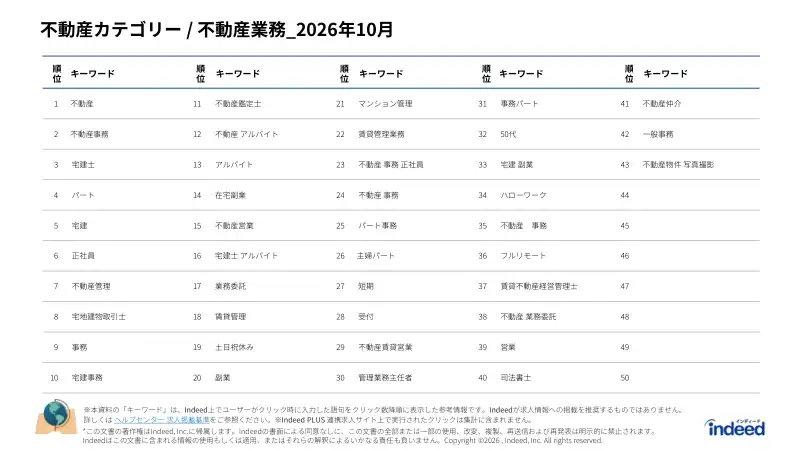 不動産カテゴリー / 不動産業務_2026年10月
順位 キーワード 順位 キーワード 順位 キーワード 順位 キーワード 順位 キーワード
1 不動産 11 不動産鑑定士 21 マンション管理 31 事務パート 41 不動産仲介
2 不動産事務 12 不動産 アルバイト 22 賃貸管理業務 32 50代 42 一般事務
3 宅建士 13 アルバイト 23 不動産 事務 正社員 33 宅建 副業 43 不動産物件 写真撮影
4 パート 14 在宅副業 24 不動産 事務 34 ハローワーク 44
5 宅建 15 不動産営業 25 パート事務 35 不動産　事務 45
6 正社員 16 宅建士 アルバイト 26 主婦パート 36 フルリモート 46
7 不動産管理 17 業務委託 27 短期 37 賃貸不動産経営管理士 47
8 宅地建物取引士 18 賃貸管理 28 受付 38 不動産 業務委託 48
9 事務 19 土日祝休み 29 不動産賃貸営業 39 営業 49
10 宅建事務 20 副業 30 管理業務主任者 40 司法書士 50
※本資料の「キーワード」は、Indeed上でユーザーがクリック時に入力した語句をクリック数降順に表示した参考情報です。Indeedが求人情報への掲載を推奨するものではありません。
詳しくは ヘルプセンター 求人掲載基準をご参照ください。※Indeed PLUS 連携求人サイト上で実行されたクリックは集計に含まれません。
*この文書の著作権はIndeed, Inc.に帰属します。Indeedの書面による同意なしに、この文書の全部または一部の使用、改変、複製、再送信および再発表は明示的に禁止されます。
Indeedはこの文書に含まれる情報の使用もしくは適用、またはそれらの解釈によるいかなる責任も負いません。Copyright ©2026 , Indeed, Inc. All rights reserved.
インディード
indeed